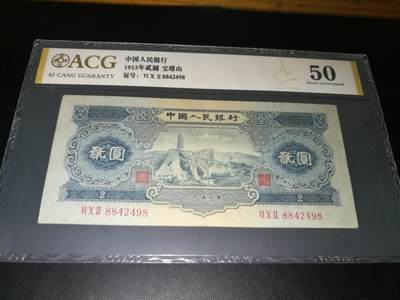 ACG
AI CANG GUARANTY
中国人民银行
1953年贰圆 宝塔山
冠号: VI X II 8842498
50
About Uncirculated
中國人民銀行
貳圓
貳圓
2
2
VI X II 8842498
VI X II 8842498